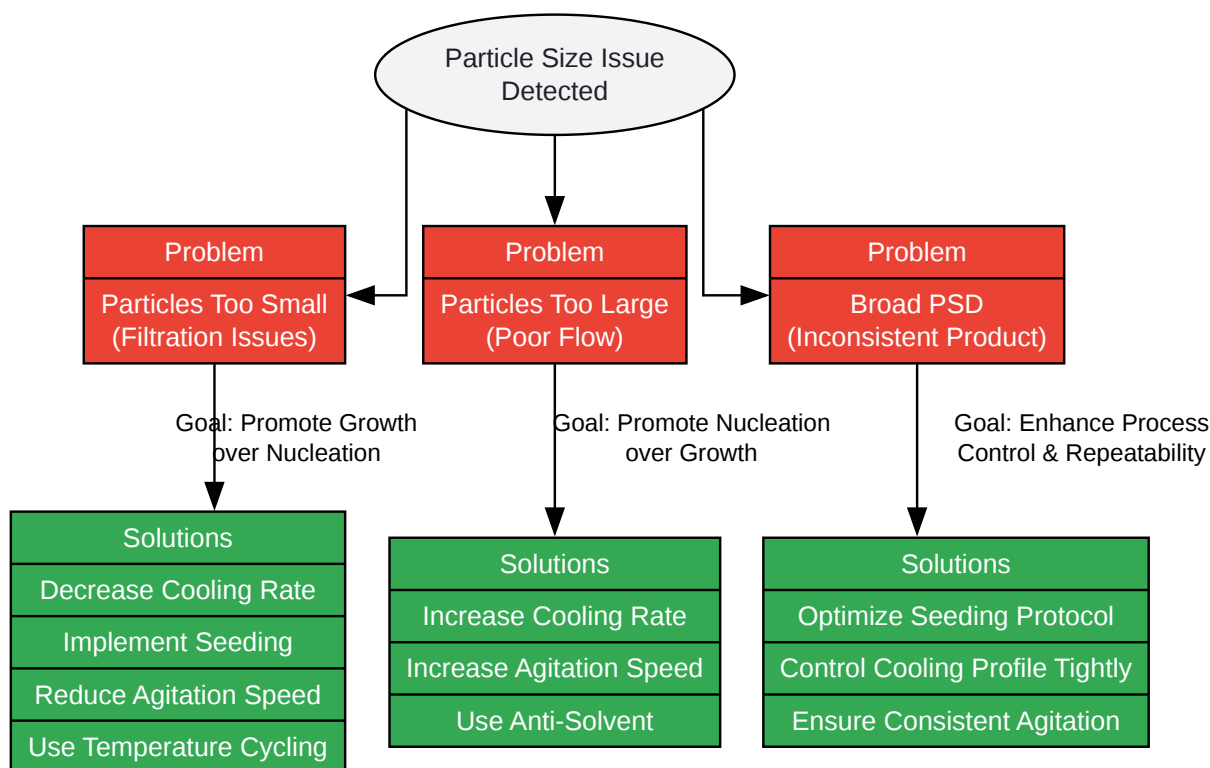 Particle Size Issue
Detected
Problem
Particles Too Small
(Filtration Issues)
Problem
Particles Too Large
(Poor Flow)
Problem
Broad PSD
(Inconsistent Product)
Goal: Promote Growth
over Nucleation
Goal: Promote Nucleation
over Growth
Goal: Enhance Process
Control & Repeatability
Solutions
Decrease Cooling Rate
Implement Seeding
Reduce Agitation Speed
Use Temperature Cycling
Solutions
Increase Cooling Rate
Increase Agitation Speed
Use Anti-Solvent
Solutions
Optimize Seeding Protocol
Control Cooling Profile Tightly
Ensure Consistent Agitation